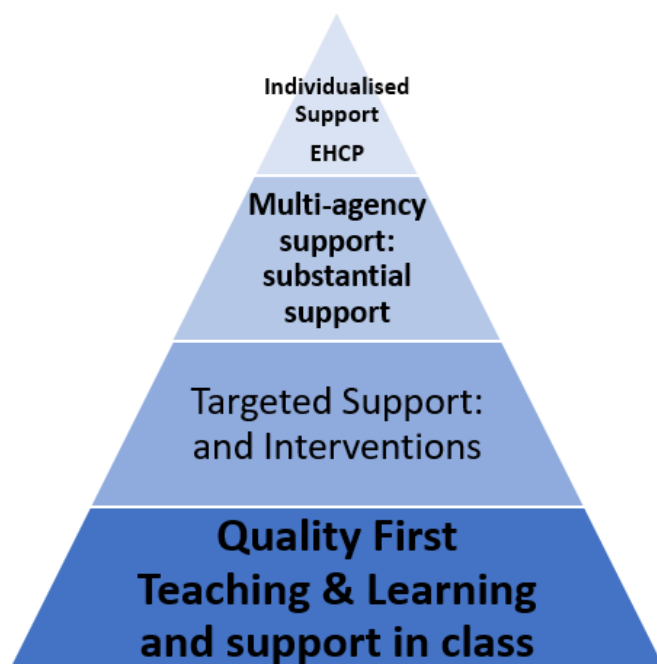 Individualised
Support
EHCP
Multi-agency
support:
substantial
support
Targeted Support:
and Interventions
Quality First
Teaching & Learning
and support in class